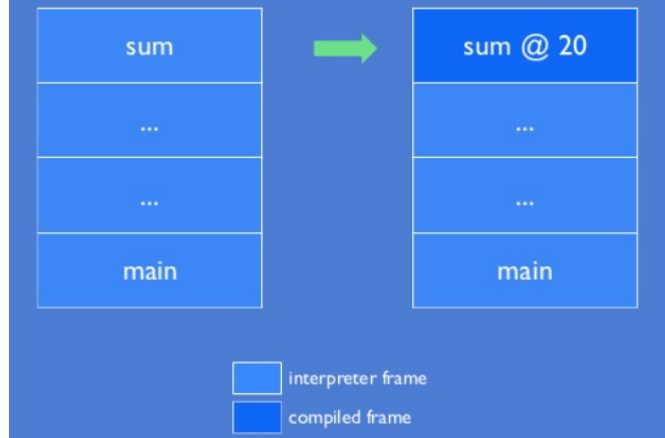 sum
sum @ 20
...
...
...
...
main
main
interpreter frame
compiled frame